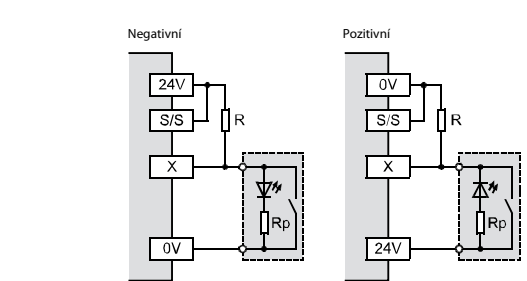 Negativní
Pozitivní
24V
S/S
R
X
Rp
0V
0V
S/S
R
X
Rp
24V